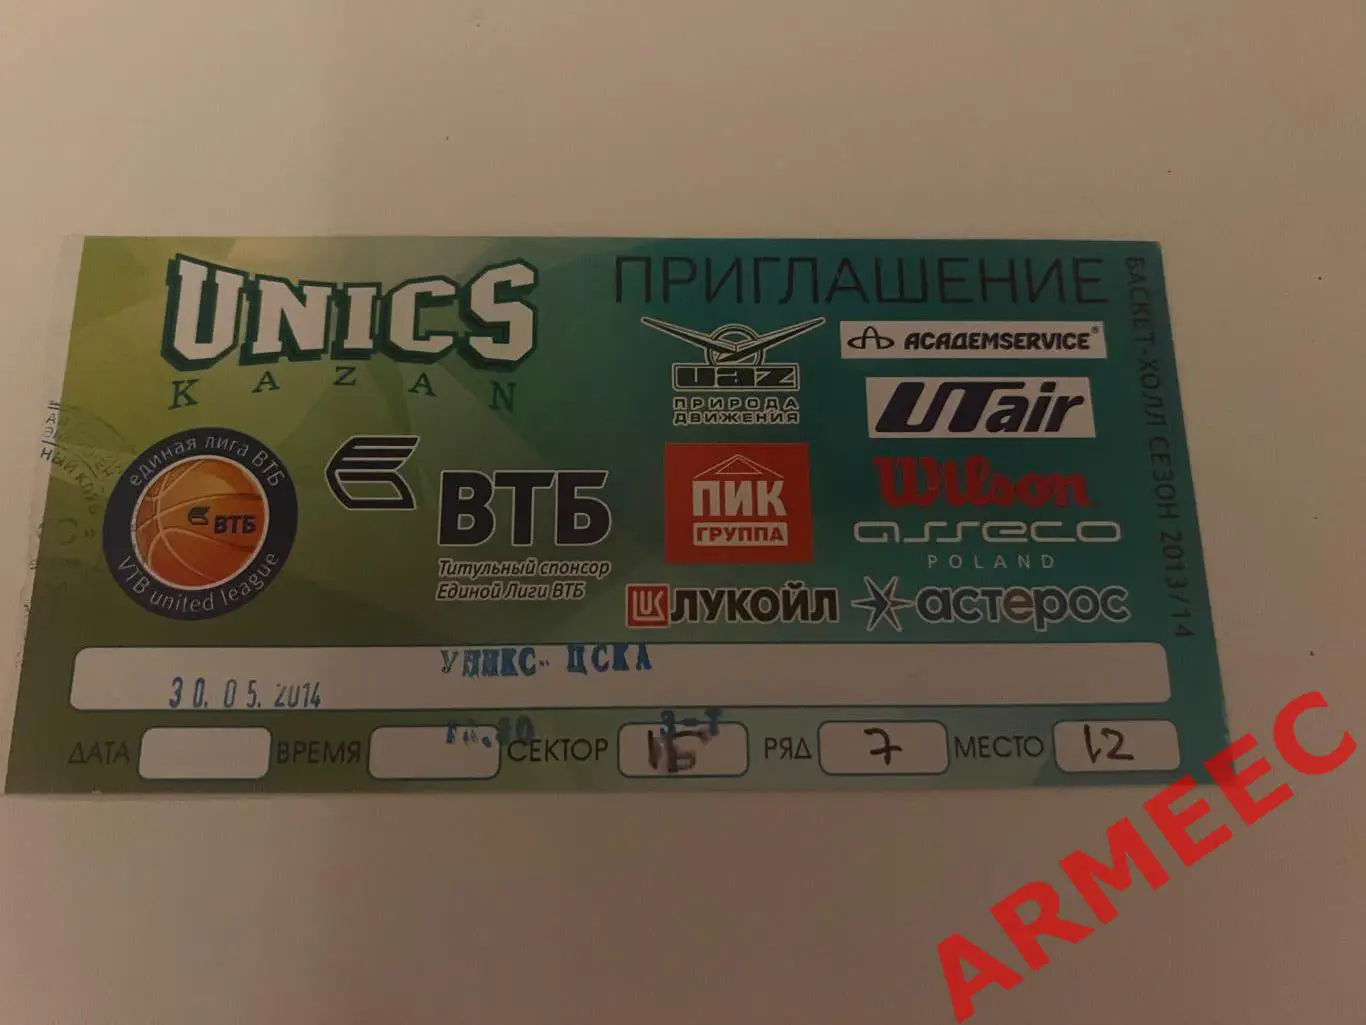 UNICS
KAZAN
ПРИГЛАШЕНИЕ
БАСКЕТ-ХОЛЛ СЕЗОН 2013/14
UAZ
ПРИРОДА
ДВИЖЕНИЯ
ACADEMSERVICE®
UTair
единая лига ВТБ
ВТБ
VTB united league
ВТБ
Титульный спонсор
Единой Лиги ВТБ
ПИК
ГРУППА
Wilson
asseco
POLAND
ЛУКОЙЛ
астерос
УНИКС- ЦСКА
30.05.2014
ДАТА ВРЕМЯ СЕКТОР 1Б РЯД 7 МЕСТО 12
ARMEEC